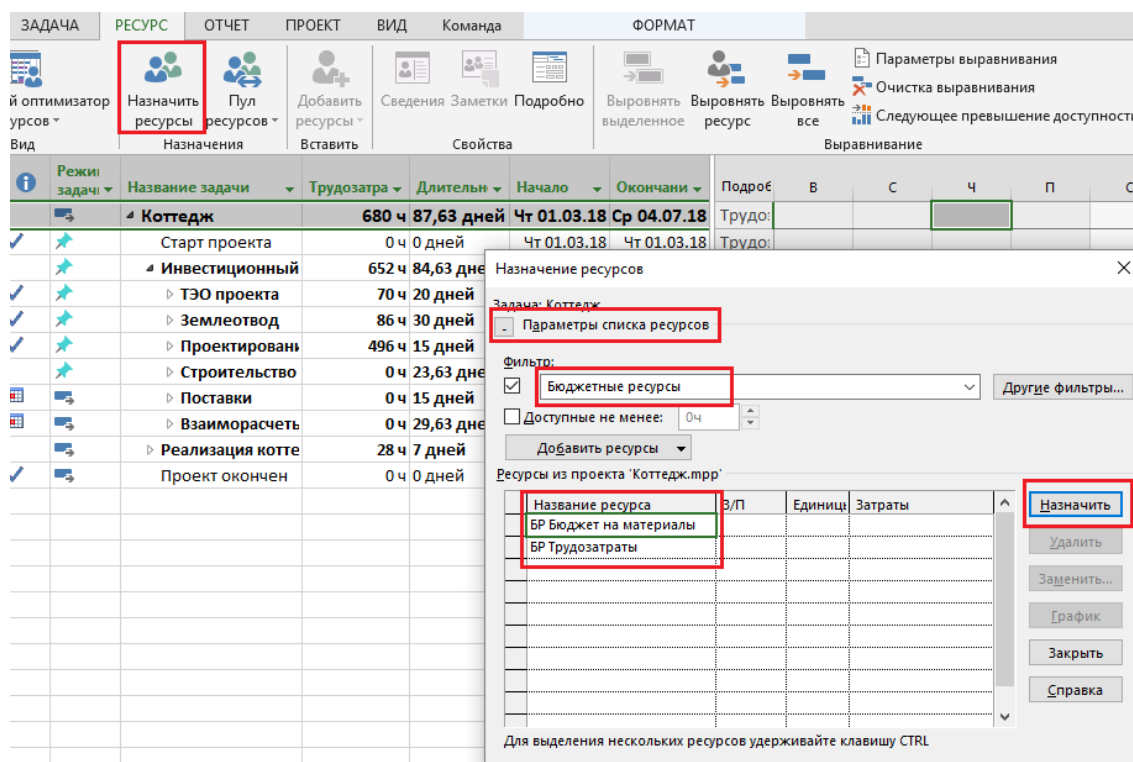 ЗАДАЧА РЕСУРС ОТЧЕТ ПРОЕКТ ВИД Команда ФОРМАТ
й оптимизатор
урсов
Назначить
ресурсы
Пул
ресурсов
Добавить
ресурсы
Сведения Заметки Подробно
Выровнять
выделенное
Выровнять
ресурс
Выровнять
все
Параметры выравнивания
Очистка выравнивания
Следующее превышение доступност
Вид Назначения Вставить Свойства Выравнивание
Режи
задачи Название задачи Трудозатра Длительн Начало Окончани Подроб В С Ч П С
Коттедж 680 ч 87,63 дней Чт 01.03.18 Ср 04.07.18 Трудо:
Старт проекта 0 ч 0 дней Чт 01.03.18 Чт 01.03.18 Трудо:
Инвестиционный 652 ч 84,63 дне
ТЭО проекта 70 ч 20 дней
Землеотвод 86 ч 30 дней
Проектировани 496 ч 15 дней
Строительство 0 ч 23,63 дне
Поставки 0 ч 15 дней
Взаиморасчеть 0 ч 29,63 дне
Реализация котте 28 ч 7 дней
Проект окончен 0 ч 0 дней
Назначение ресурсов
Задача: Коттедж
- Параметры списка ресурсов
Фильтр:
Бюджетные ресурсы Другие фильтры...
Доступные не менее: 0ч
Добавить ресурсы
Ресурсы из проекта 'Коттедж.mpp'
Название ресурса З/П Единиць Затраты
БР Бюджет на материалы
БР Трудозатраты
Назначить
Удалить
Заменить...
График
Закрыть
Справка
Для выделения нескольких ресурсов удерживайте клавишу CTRL